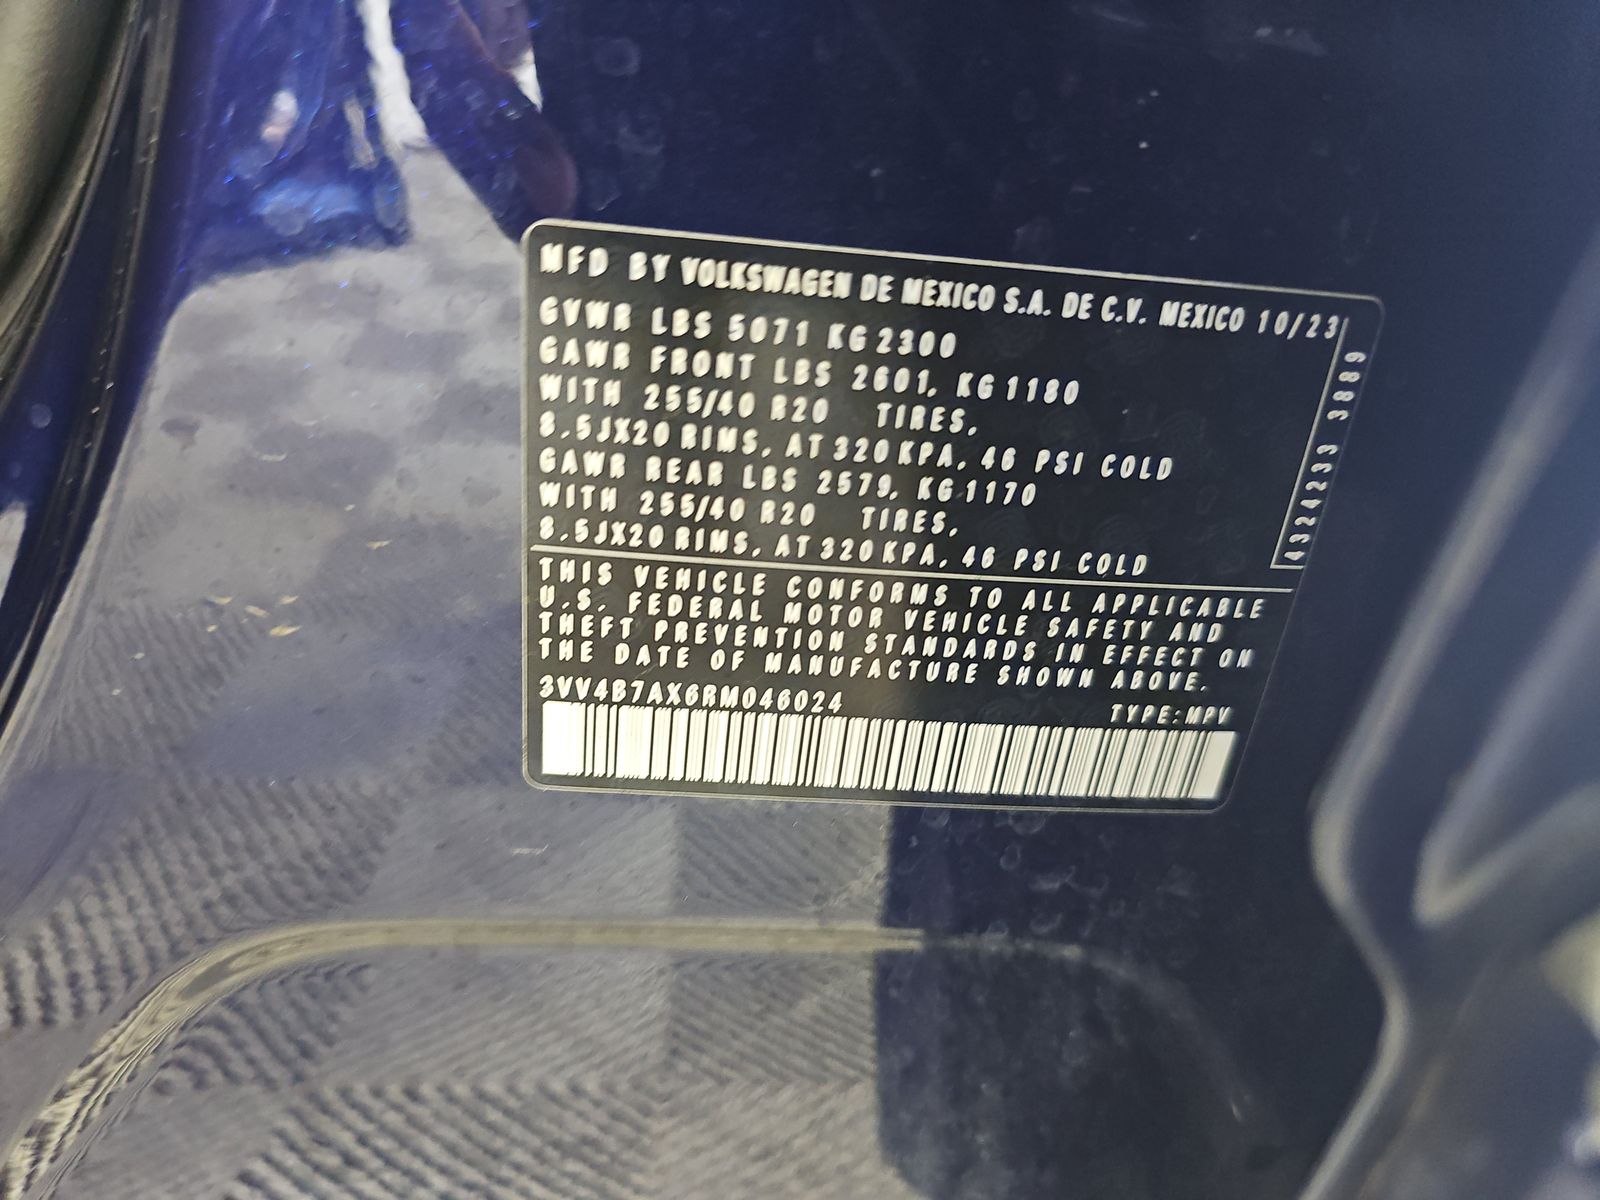 MFD BY VOLKSWAGEN DE MEXICO S.A. DE C.V. MEXICO 10/23
GVWR LBS 5071 KG 2300
GAWR FRONT LBS 2601, KG 1180
WITH 255/40 R20 TIRES,
8.5JX20 RIMS, AT 320 KPA, 46 PSI COLD
GAWR REAR LBS 2579, KG 1170
WITH 255/40 R20 TIRES,
8.5JX20 RIMS, AT 320 KPA, 46 PSI COLD
4324233 3889
THIS VEHICLE CONFORMS TO ALL APPLICABLE
U.S. FEDERAL MOTOR VEHICLE SAFETY AND
THEFT PREVENTION STANDARDS IN EFFECT ON
THE DATE OF MANUFACTURE SHOWN ABOVE.
3VV4B7AX6RM046024 TYPE:MPV